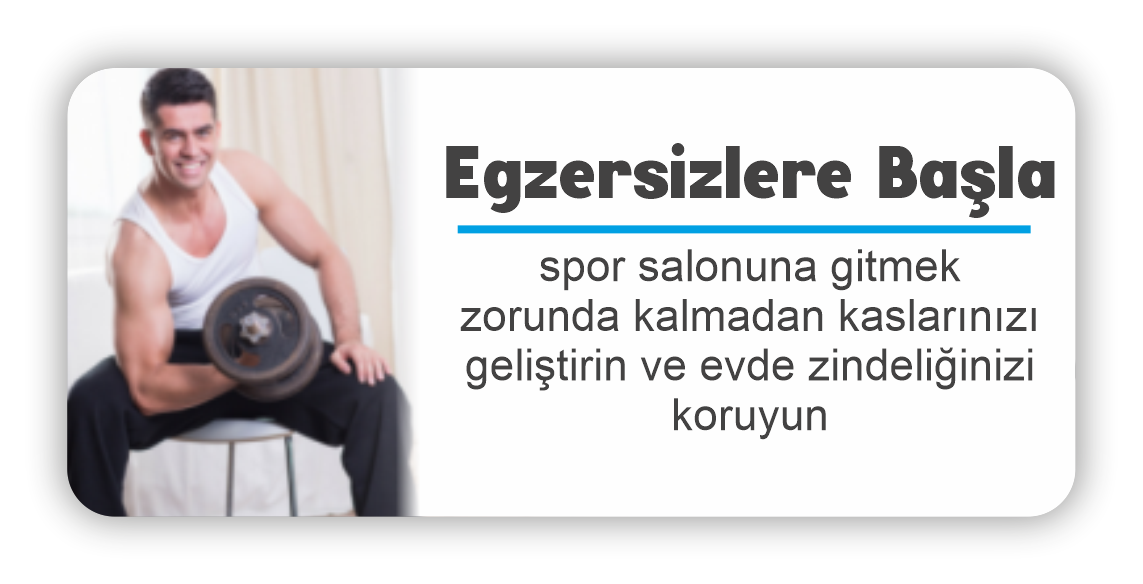 Egzersizlere Başla
spor salonuna gitmek
zorunda kalmadan kaslarınızı
geliştirin ve evde zindeliğinizi
koruyun